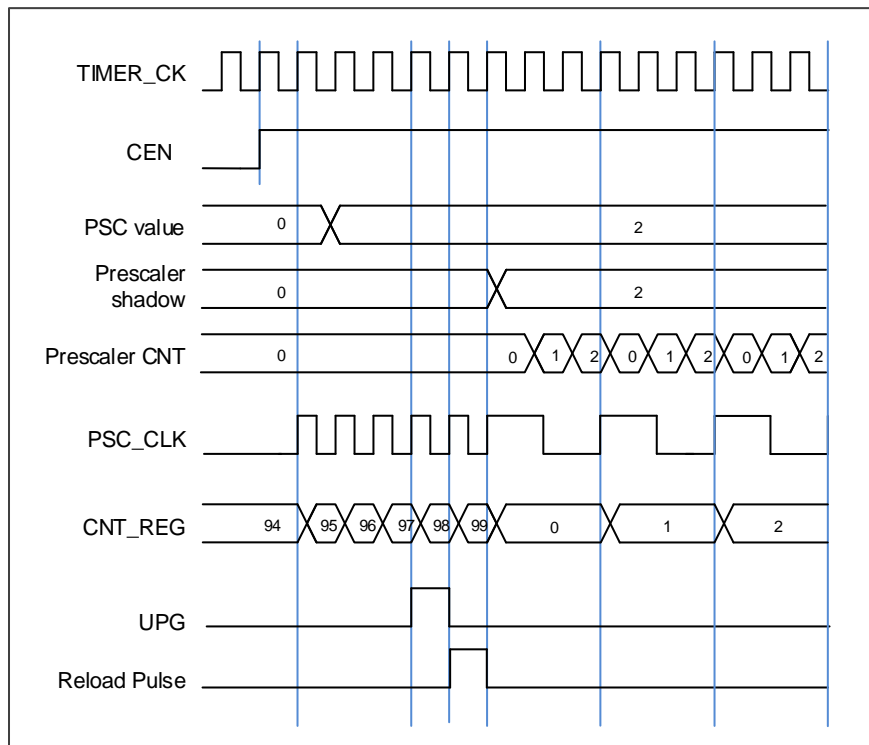 TIMER_CK
CEN
PSC value 0 2
Prescaler
shadow 0 2
Prescaler CNT 0 0 1 2 0 1 2 0 1 2
PSC_CLK
CNT_REG 94 95 96 97 98 99 0 1 2
UPG
Reload Pulse